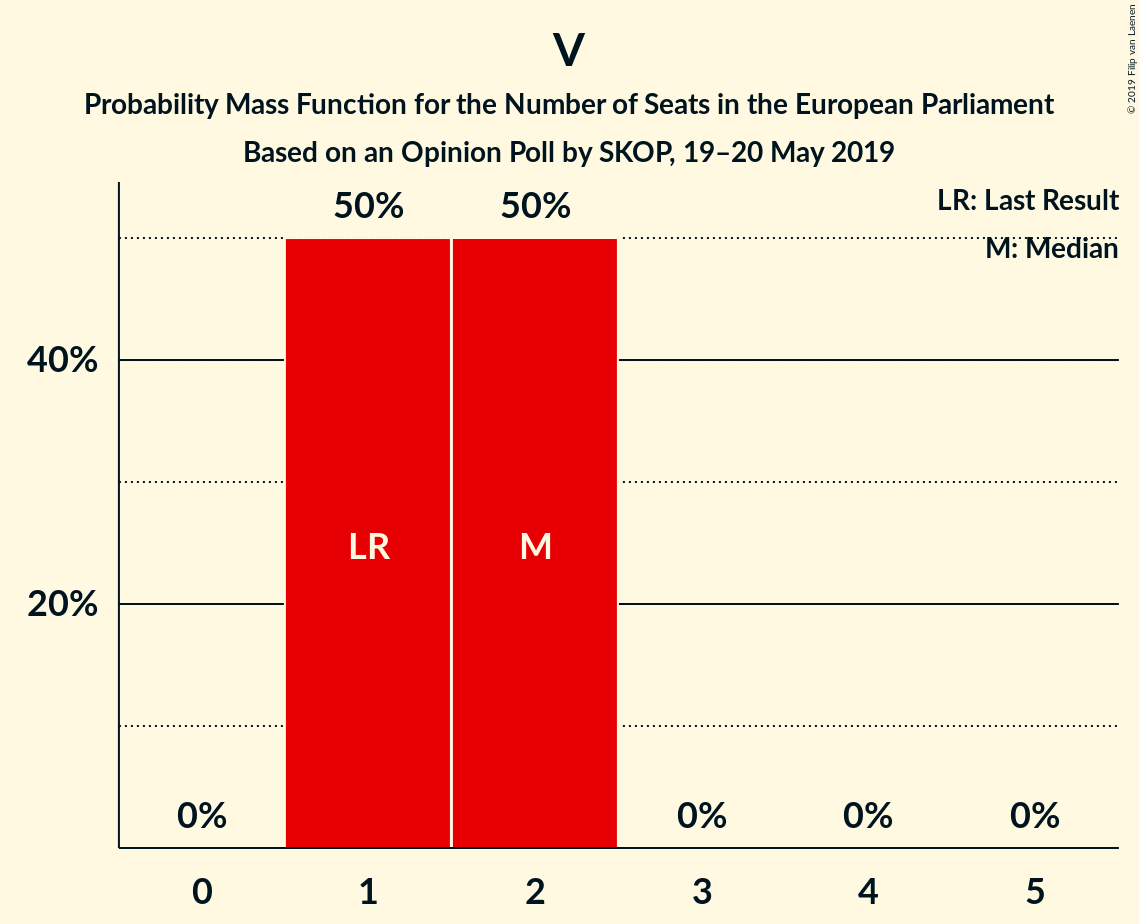 V
Probability Mass Function for the Number of Seats in the European Parliament
Based on an Opinion Poll by SKOP, 19–20 May 2019
© 2019 Filip van Laenen
LR: Last Result
M: Median
50% 50%
40%
LR M
20%
0% 0% 0% 0%
0 1 2 3 4 5